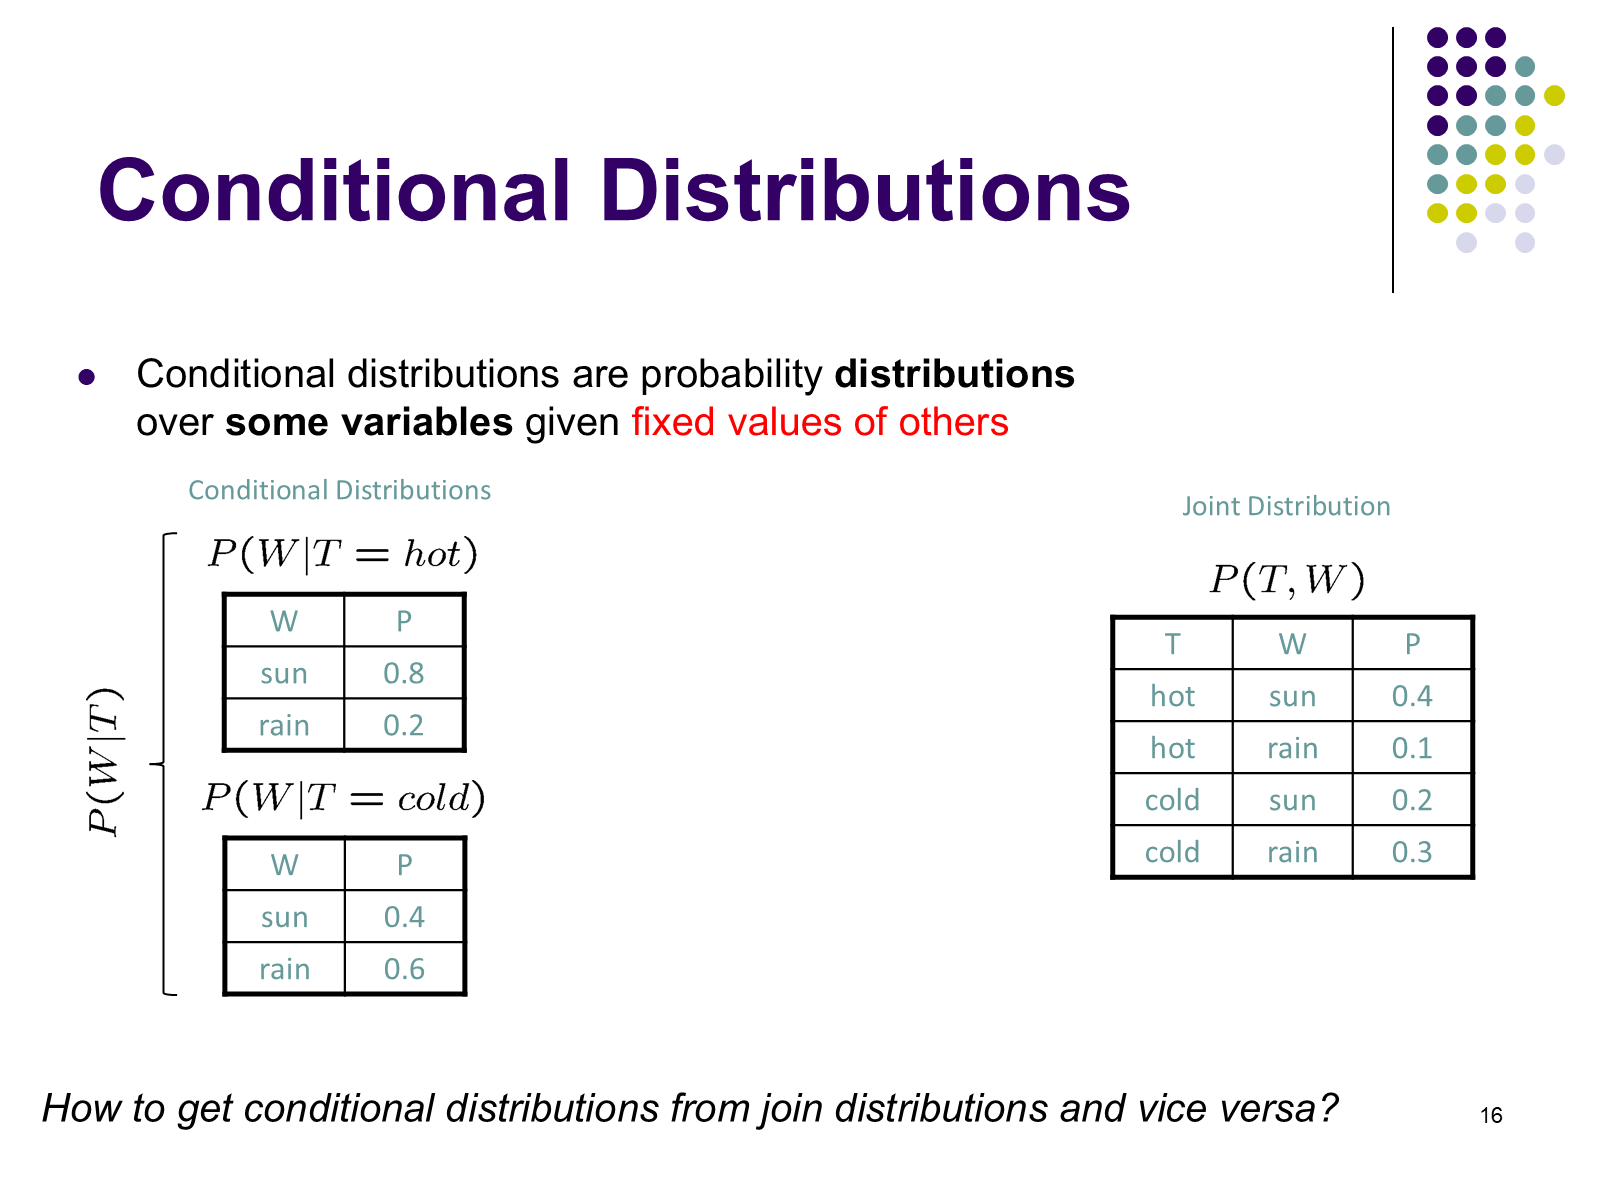 Conditional Distributions
● Conditional distributions are probability distributions
over some variables given fixed values of others
Conditional Distributions
P(W|T)
P(W|T = hot)
W P
sun 0.8
rain 0.2
P(W|T = cold)
W P
sun 0.4
rain 0.6
Joint Distribution
P(T, W)
T W P
hot sun 0.4
hot rain 0.1
cold sun 0.2
cold rain 0.3
How to get conditional distributions from join distributions and vice versa?
16